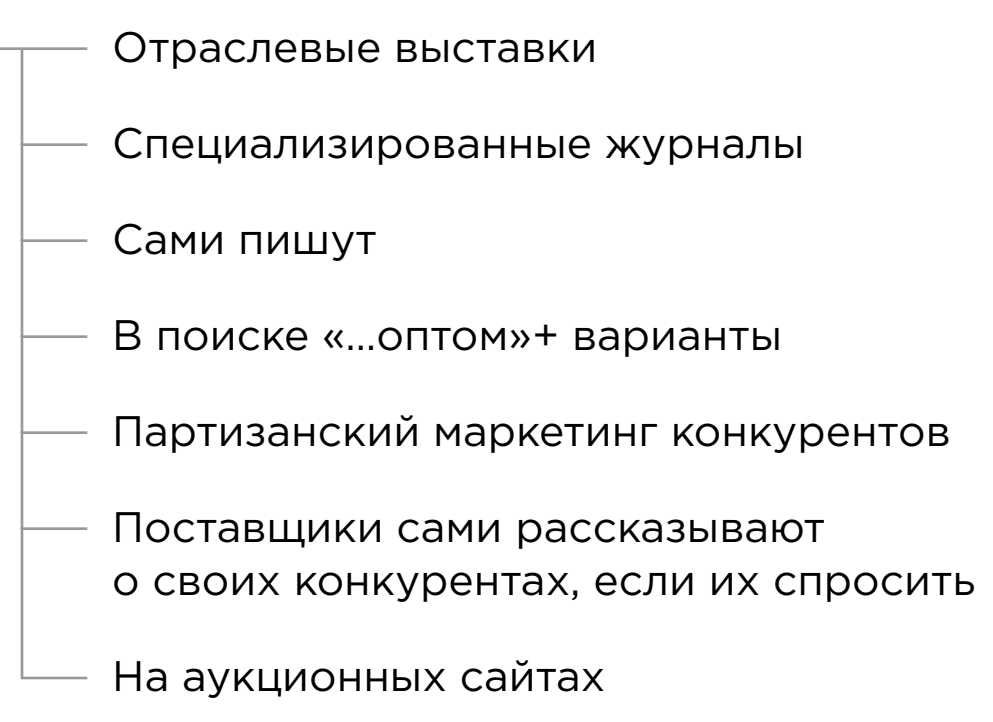 Отраслевые выставки
Специализированные журналы
Сами пишут
В поиске «...оптом»+ варианты
Партизанский маркетинг конкурентов
Поставщики сами рассказывают
о своих конкурентах, если их спросить
На аукционных сайтах